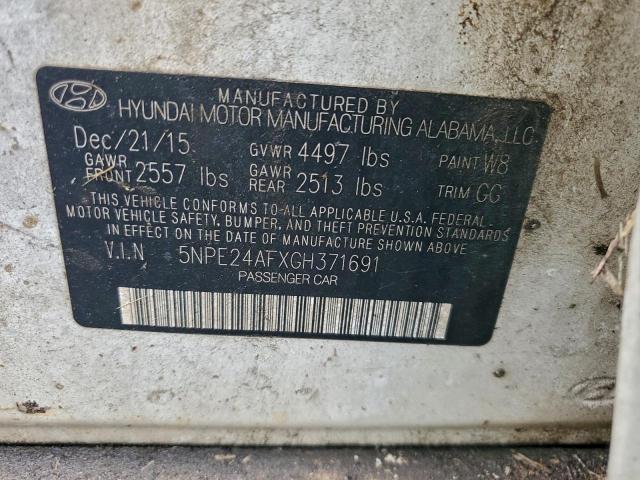 MANUFACTURED BY
HYUNDAI MOTOR MANUFACTURING ALABAMA, LLC
Dec/21/15 GVWR 4497 lbs PAINT W8
GAWR FRONT 2557 lbs GAWR REAR 2513 lbs TRIM GG
THIS VEHICLE CONFORMS TO ALL APPLICABLE U.S.A. FEDERAL
MOTOR VEHICLE SAFETY, BUMPER, AND THEFT PREVENTION STANDARDS
IN EFFECT ON THE DATE OF MANUFACTURE SHOWN ABOVE
V.I.N 5NPE24AFXGH371691
PASSENGER CAR